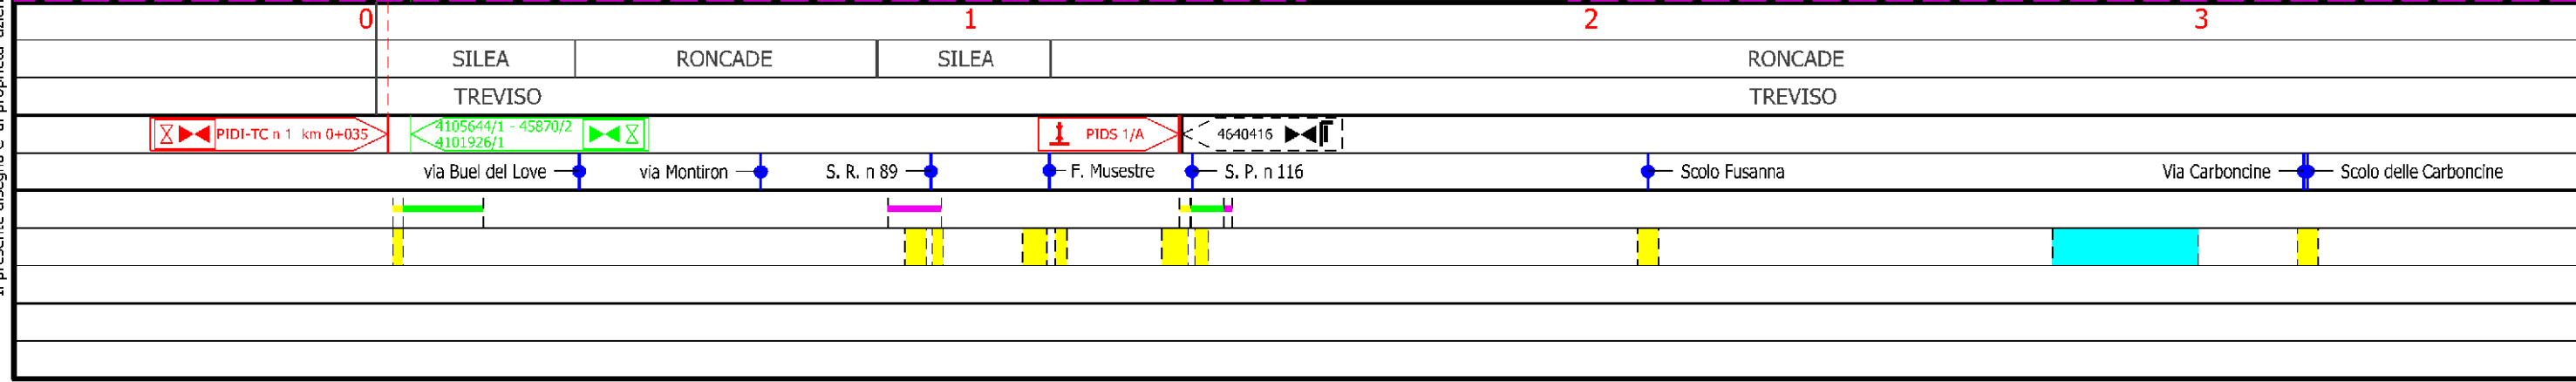 0 1 2 3
SILEA RONCADE SILEA RONCADE
TREVISO TREVISO
PIDI-TC n 1 km 0+035 4105644/1 - 45870/2 PIDS 1/A 4640416
4101926/1
via Buel del Love via Montiron S. R. n 89 F. Musestre S. P. n 116 Scolo Fusanna Via Carboncine Scolo delle Carboncine